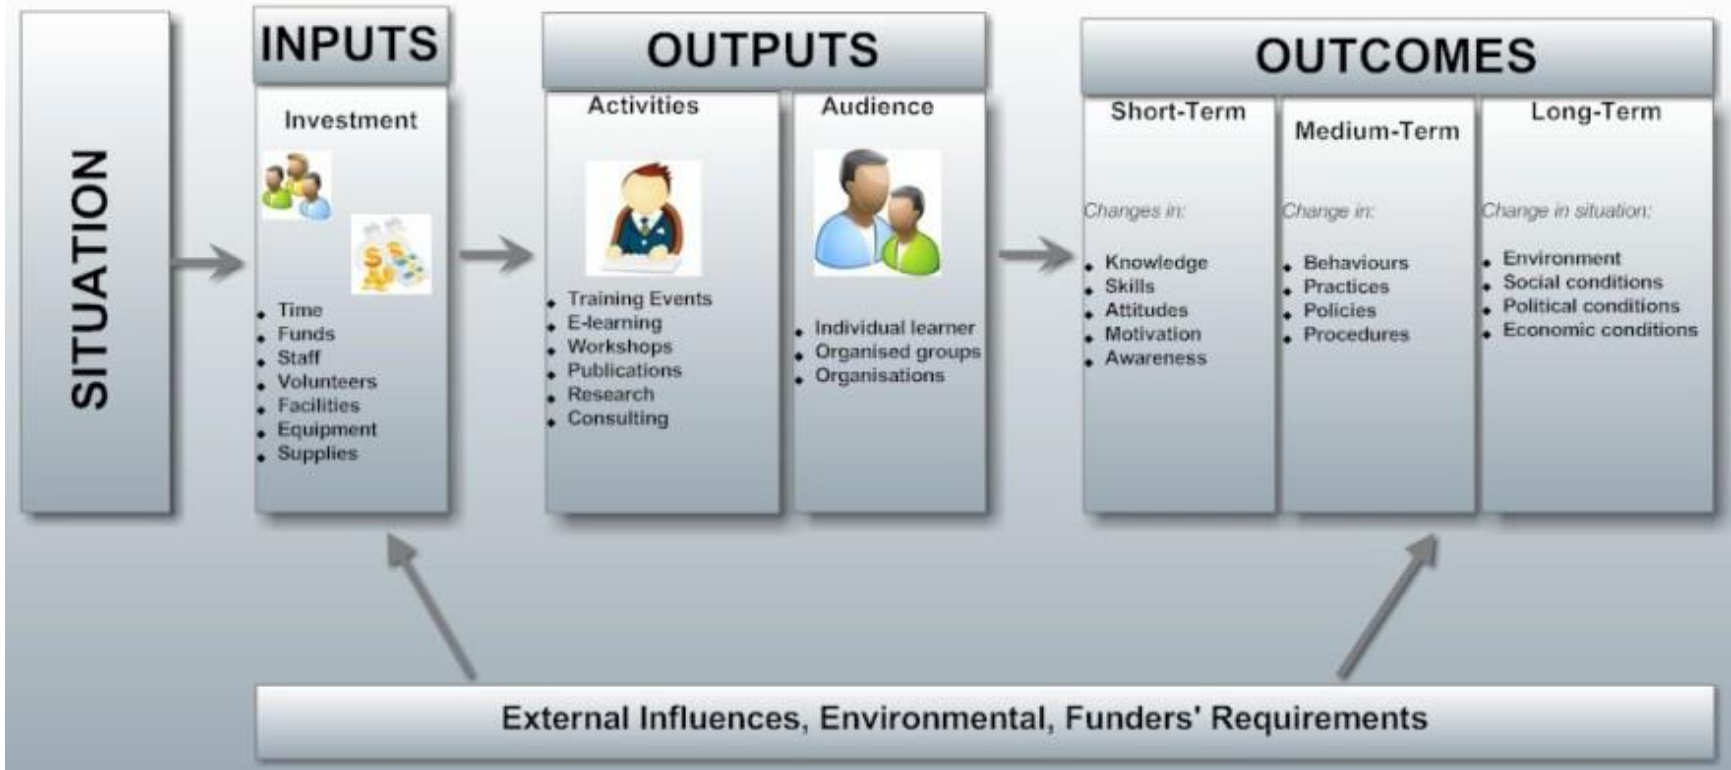 SITUATION
INPUTS
Investment
Time
Funds
Staff
Volunteers
Facilities
Equipment
Supplies
OUTPUTS
Activities
Training Events
E-learning
Workshops
Publications
Research
Consulting
Audience
Individual learner
Organised groups
Organisations
OUTCOMES
Short-Term
Changes in:
Knowledge
Skills
Attitudes
Motivation
Awareness
Medium-Term
Change in:
Behaviours
Practices
Policies
Procedures
Long-Term
Change in situation:
Environment
Social conditions
Political conditions
Economic conditions
External Influences, Environmental, Funders' Requirements